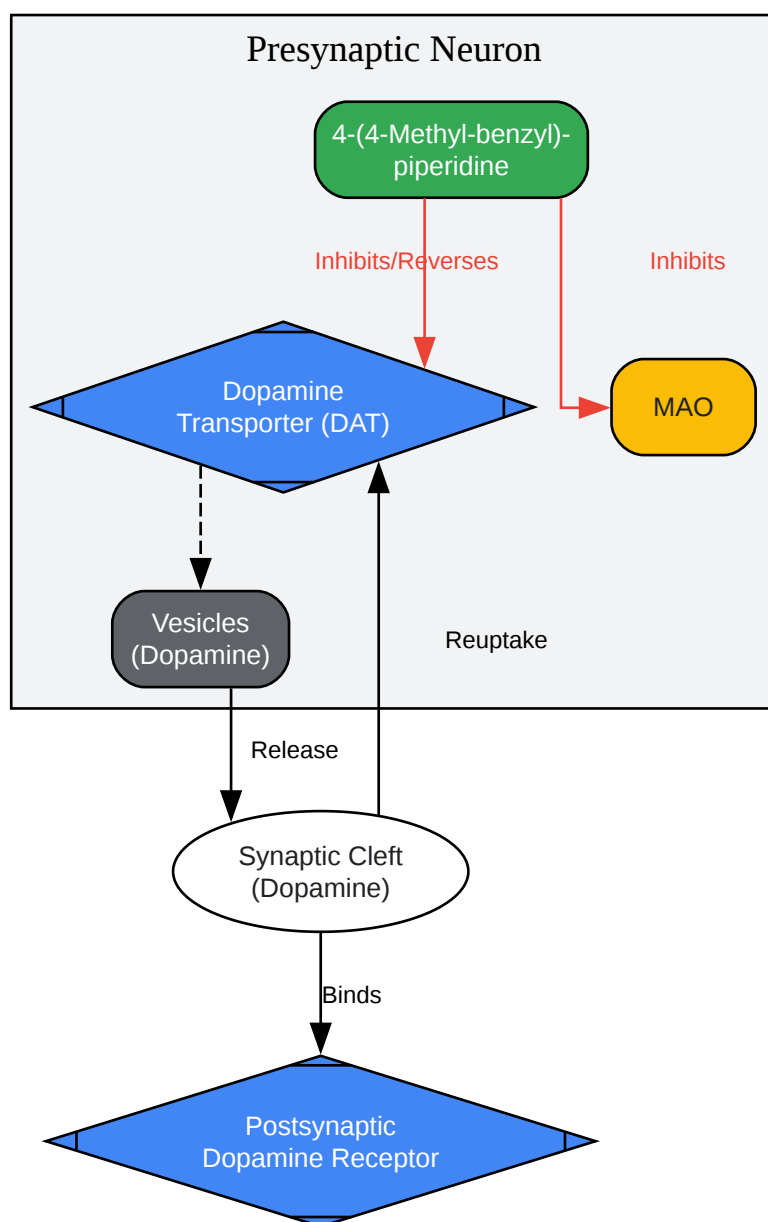 Presynaptic Neuron
4-(4-Methyl-benzyl)-
piperidine
Inhibits/Reverses
Inhibits
Dopamine
Transporter (DAT)
MAO
Vesicles
(Dopamine)
Reuptake
Release
Synaptic Cleft
(Dopamine)
Binds
Postsynaptic
Dopamine Receptor